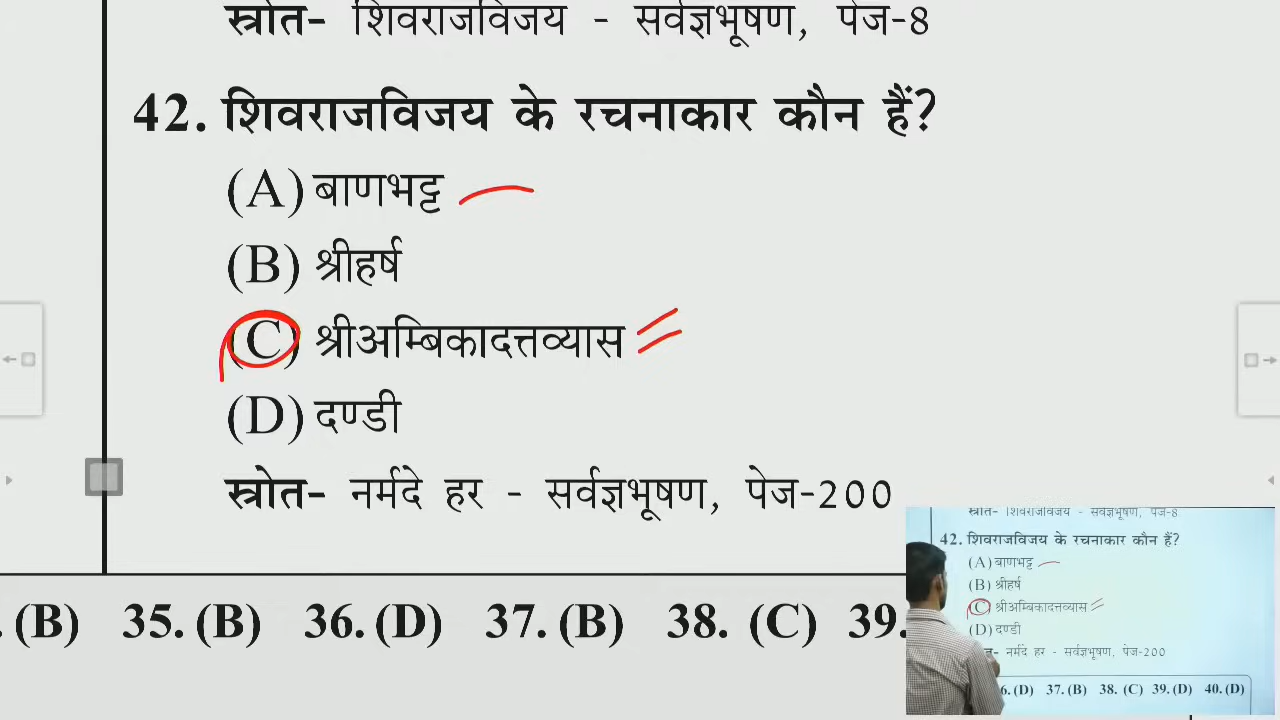 स्रोत- शिवराजविजय - सर्वज्ञभूषण, पेज-8
42. शिवराजविजय के रचनाकार कौन हैं?
(A) बाणभट्ट
(B) श्रीहर्ष
(C) श्रीअम्बिकादत्तव्यास
(D) दण्डी
स्रोत- नर्मदे हर - सर्वज्ञभूषण, पेज-200
. (B) 35. (B) 36. (D) 37. (B) 38. (C) 39.
स्रोत- शिवराजविजय - सर्वज्ञभूषण, पेज-8
42. शिवराजविजय के रचनाकार कौन हैं?
(A) बाणभट्ट
(B) श्रीहर्ष
(C) श्रीअम्बिकादत्तव्यास
(D) दण्डी
त- नर्मदे हर - सर्वज्ञभूषण, पेज-200
6. (D) 37. (B) 38. (C) 39. (D) 40. (D)